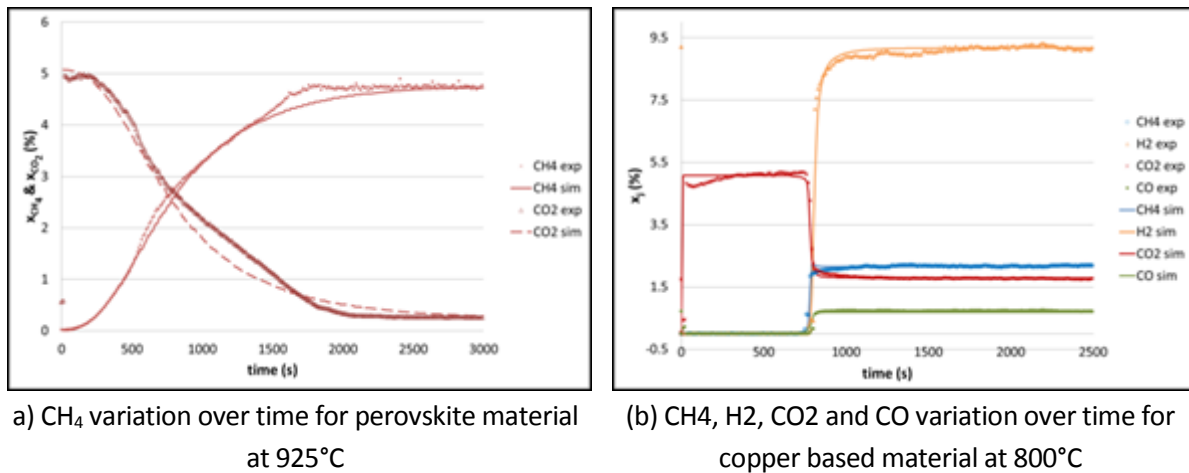 6
5
4
3
2
1
0
x CH₄ & x CO₂ (%)
0 500 1000 1500 2000 2500 3000
time (s)
CH4 exp
CH4 sim
CO2 exp
CO2 sim
9.5
7.5
5.5
3.5
1.5
-0.5
xⱼ (%)
0 500 1000 1500 2000 2500
time (s)
CH4 exp
H2 exp
CO2 exp
CO exp
CH4 sim
H2 sim
CO2 sim
CO sim
a) CH₄ variation over time for perovskite material
at 925°C
(b) CH4, H2, CO2 and CO variation over time for
copper based material at 800°C